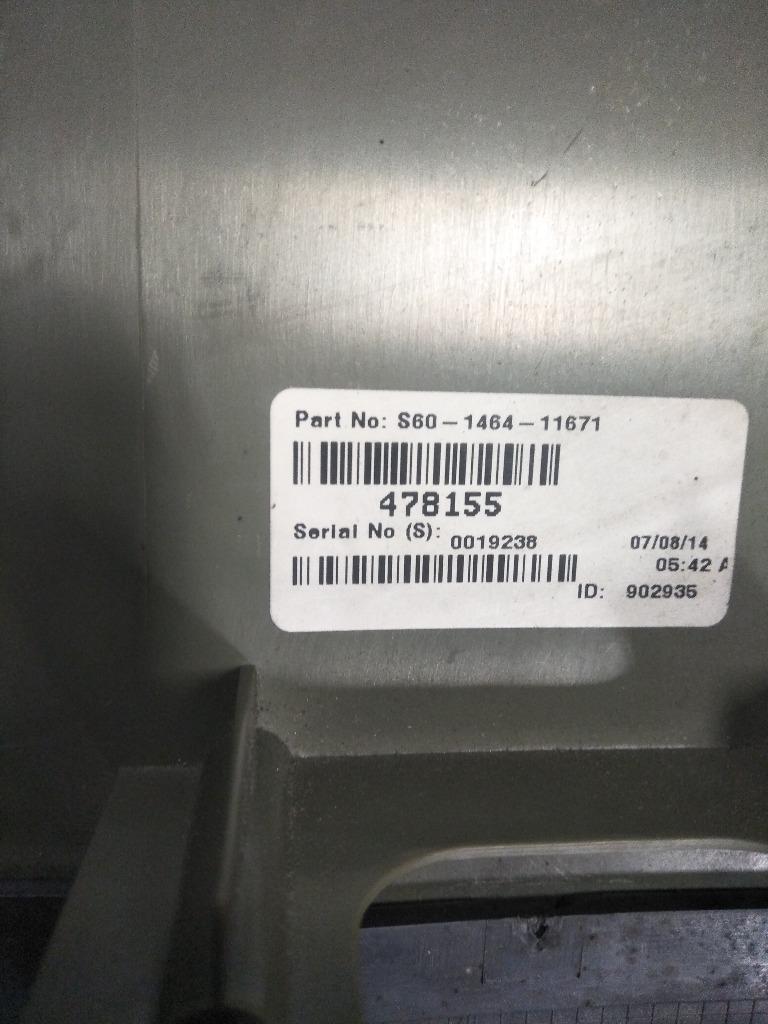 Part No: S60-1464-11671
478155
Serial No (S): 0019238
07/08/14
05:42 A
ID: 902935